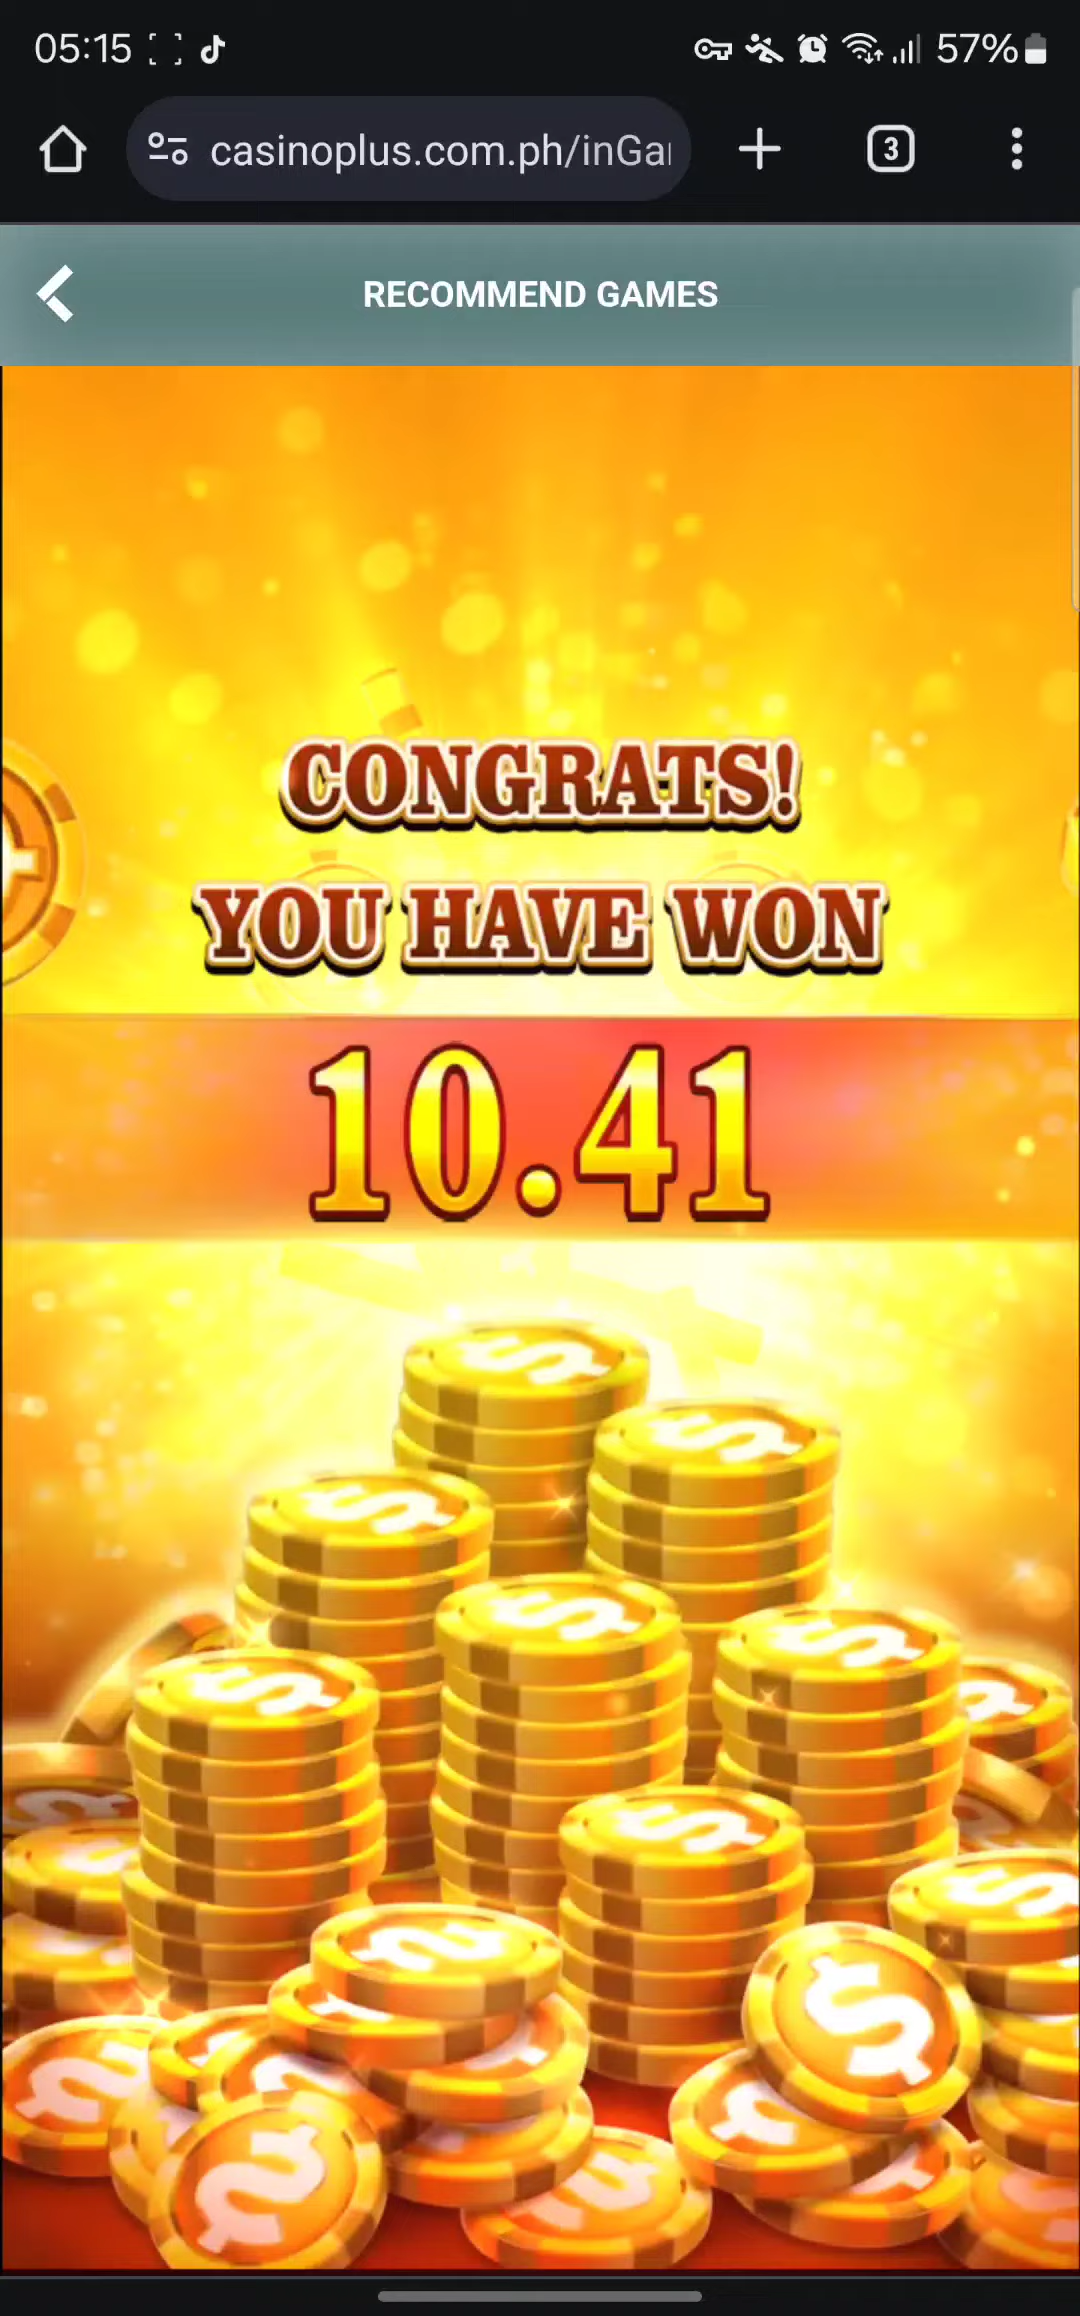 05:15 57%
casinoplus.com.ph/inGa
3
RECOMMEND GAMES
CONGRATS!
YOU HAVE WON
10.41